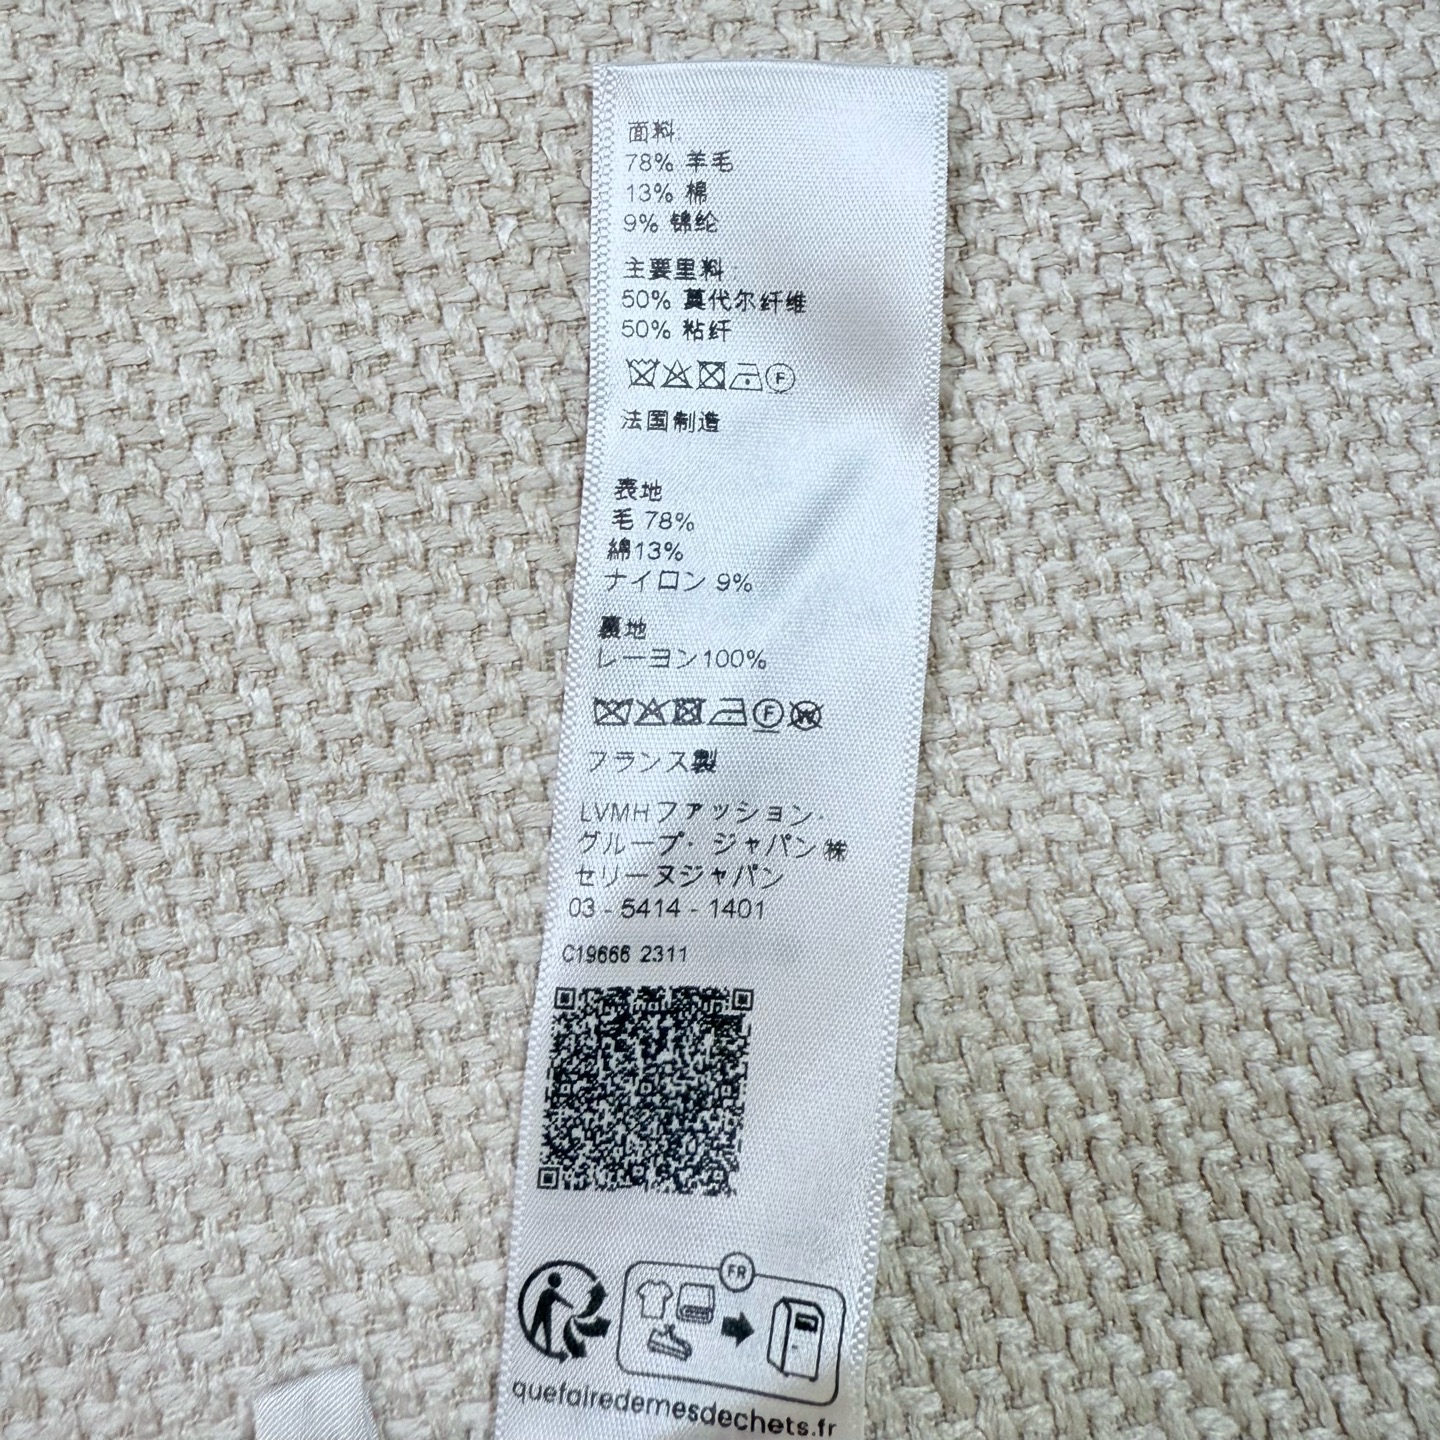 面料:
78% 羊毛
13% 棉
9% 锦纶
主要里料:
50% 莫代尔纤维
50% 粘纤
F
法国制造
表地
毛 78%
綿13%
ナイロン 9%
裏地
レーヨン100%
F W
フランス製
LVMHファッション・
グループ・ジャパン㈱
セリーヌジャパン
03 - 5414 - 1401
C19666 2311
FR
quefairedemesdechets.fr